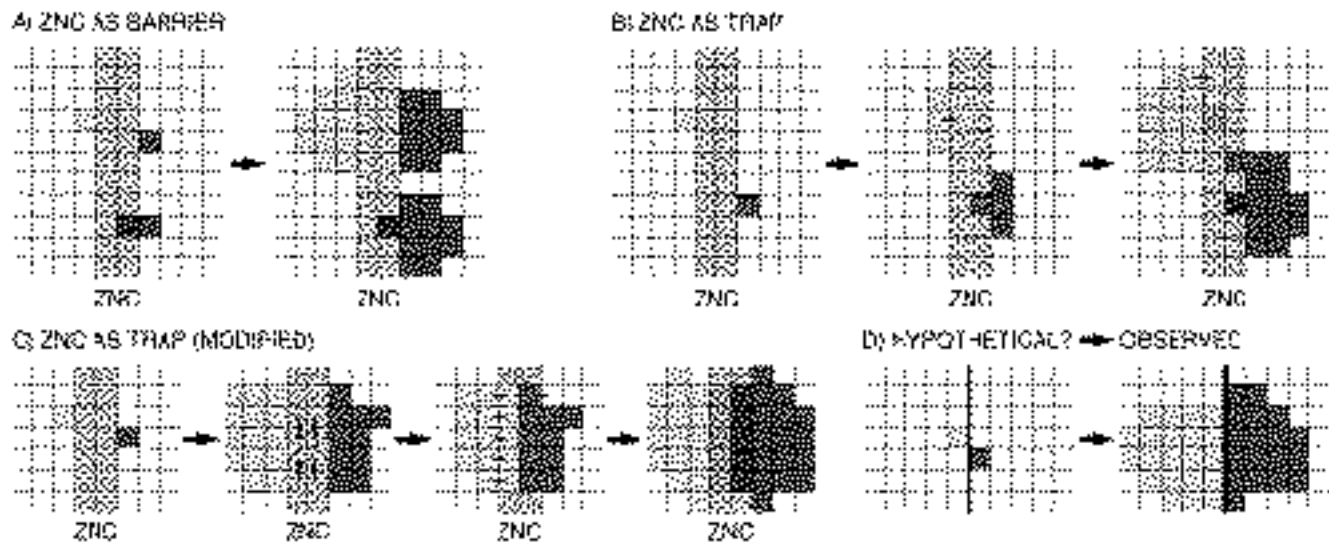 A) ZNC AS BARRIER
B) ZNC AS TRAP
ZNC
ZNC
ZNC
ZNC
ZNC
C) ZNC AS TRAP (MODIFIED)
D) HYPOTHETICAL? → OBSERVED
ZNC
ZNC
ZNC
ZNC